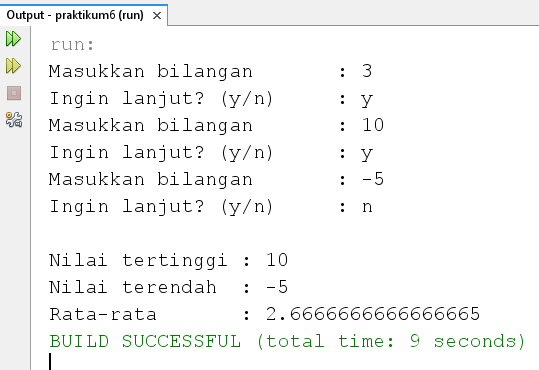 Output - praktikum6 (run)
run:
Masukkan bilangan       : 3
Ingin lanjut? (y/n)     : y
Masukkan bilangan       : 10
Ingin lanjut? (y/n)     : y
Masukkan bilangan       : -5
Ingin lanjut? (y/n)     : n
Nilai tertinggi : 10
Nilai terendah  : -5
Rata-rata       : 2.6666666666666665
BUILD SUCCESSFUL (total time: 9 seconds)